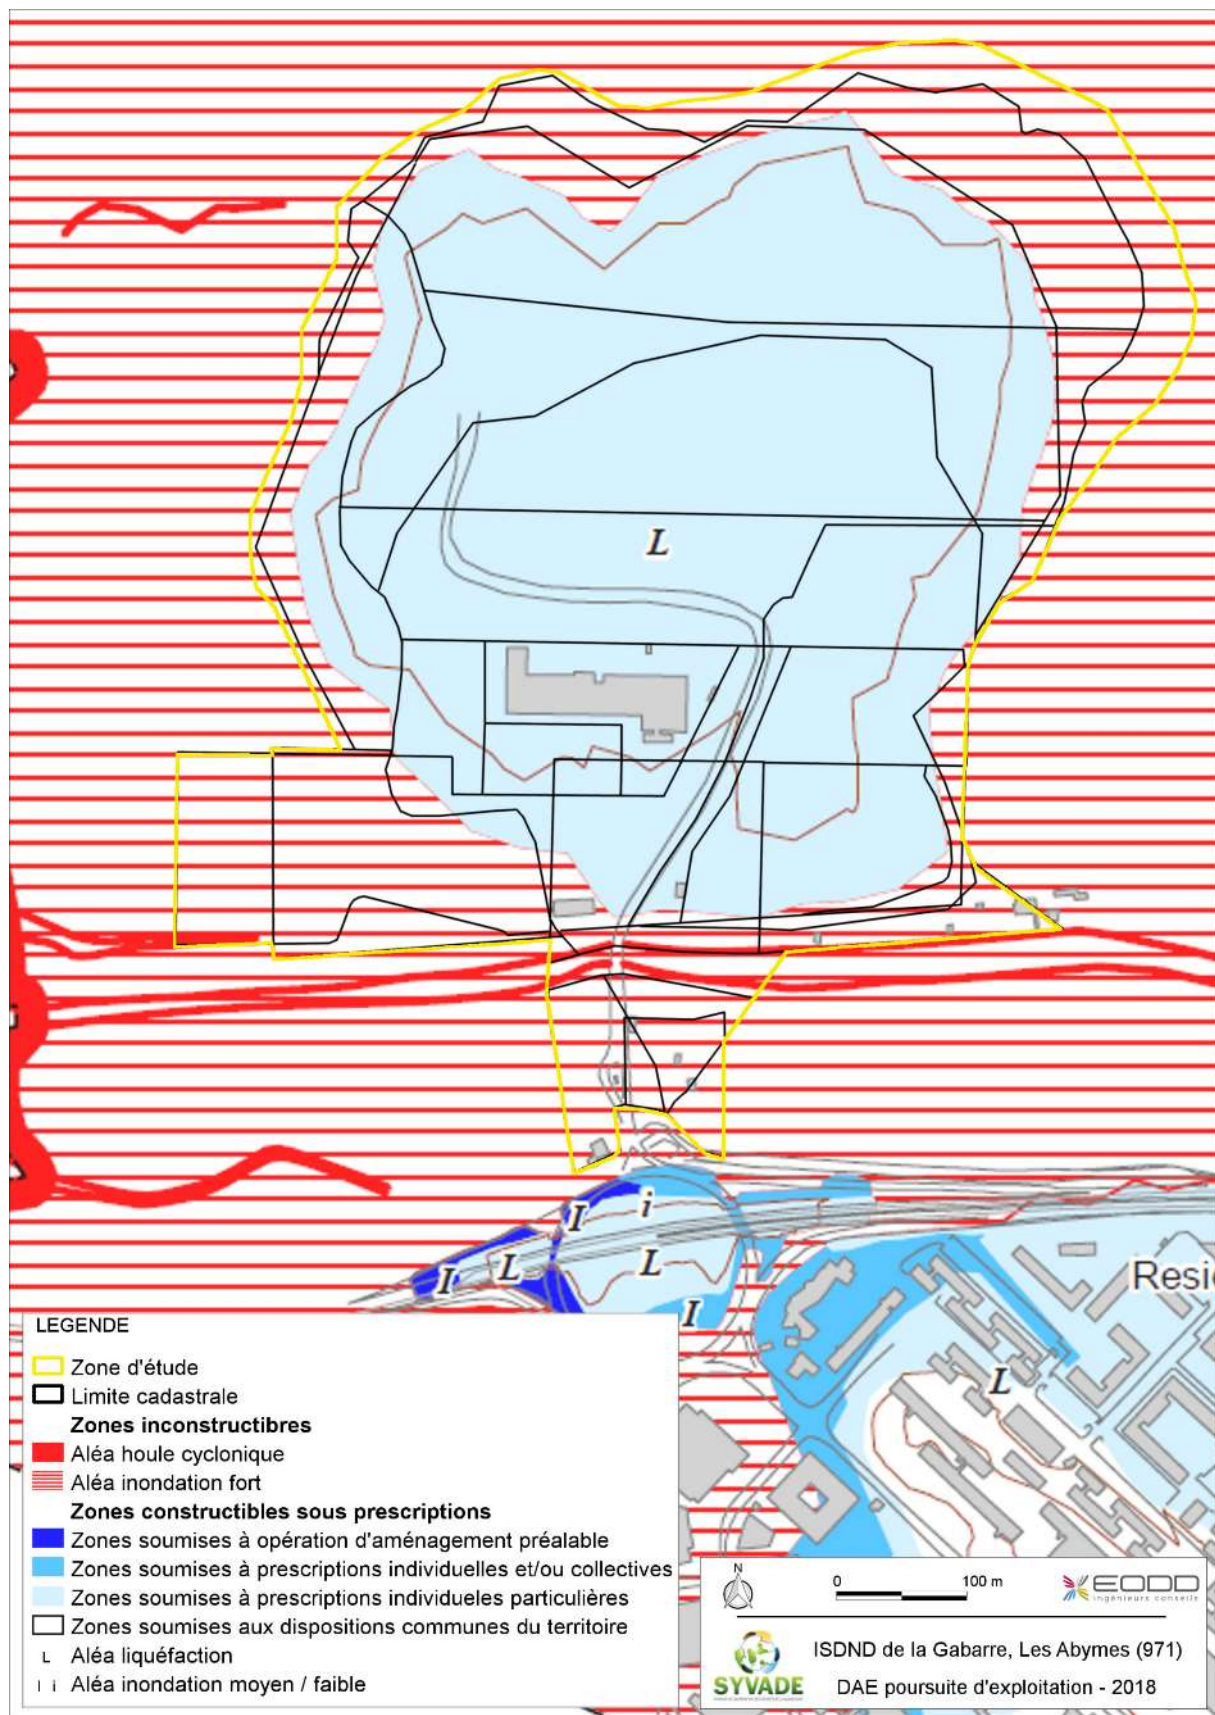 L
I
i
L
L
I
I
Resi
L
LEGENDE
Zone d'étude
Limite cadastrale
Zones inconstructibres
Aléa houle cyclonique
Aléa inondation fort
Zones constructibles sous prescriptions
Zones soumises à opération d'aménagement préalable
Zones soumises à prescriptions individuelles et/ou collectives
Zones soumises à prescriptions individueles particulières
Zones soumises aux dispositions communes du territoire
L Aléa liquéfaction
I i Aléa inondation moyen / faible
N
0 100 m
EODD
ingénieurs conseils
SYVADE
ISDND de la Gabarre, Les Abymes (971)
DAE poursuite d'exploitation - 2018